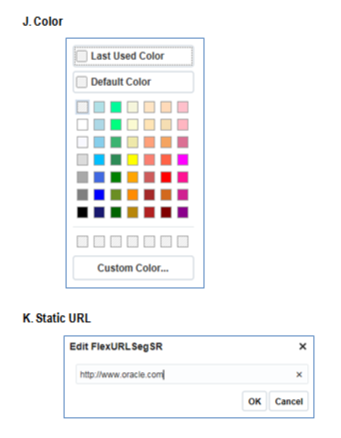 J. Color
Last Used Color
Default Color
Custom Color...
K. Static URL
Edit FlexURLSegSR
http://www.oracle.com
OK Cancel